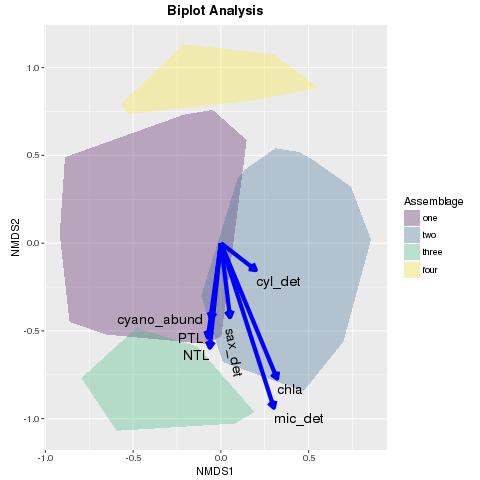 Biplot Analysis
NMDS2
1.0
0.5
0.0
-0.5
-1.0
cyl_det
cyano_abund
PTL
NTL
sax_det
chla
mic_det
-1.0
-0.5
0.0
0.5
NMDS1
Assemblage
one
two
three
four